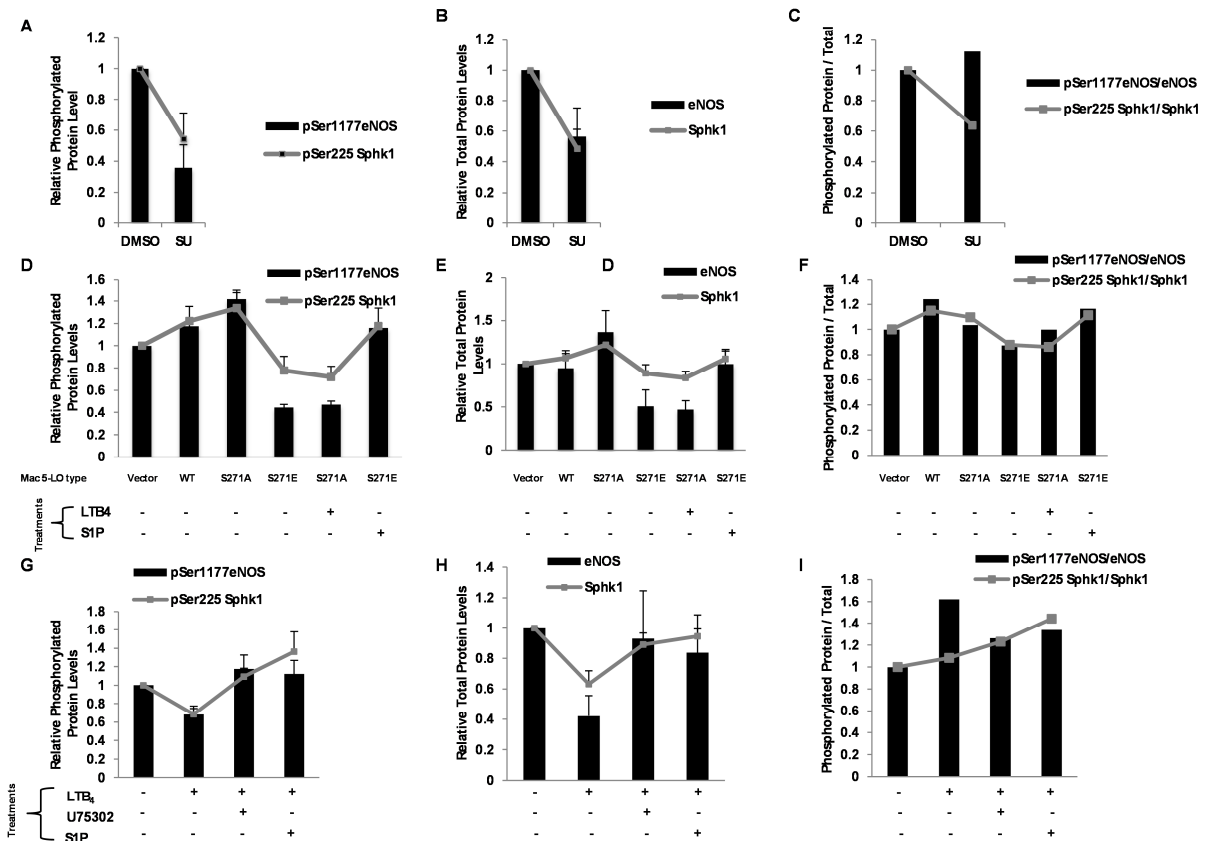 A
Relative Phosphorylated
Protein Level
1.2
1
0.8
0.6
0.4
0.2
0
DMSO SU
pSer1177eNOS
pSer225 Sphk1
B
Relative Total Protein Levels
1.2
1
0.8
0.6
0.4
0.2
0
DMSO SU
eNOS
Sphk1
C
Phosphorylated Protein / Total
1.2
1
0.8
0.6
0.4
0.2
0
DMSO SU
pSer1177eNOS/eNOS
pSer225 Sphk1/Sphk1
D
Relative Phosphorylated
Protein Levels
1.6
1.4
1.2
1
0.8
0.6
0.4
0.2
0
pSer1177eNOS
pSer225 Sphk1
Mac 5-LO type Vector WT S271A S271E S271A S271E
Treatments
LTB4 - - - - + -
S1P - - - - - +
E D
Relative Total Protein
Levels
2
1.5
1
0.5
0
eNOS
Sphk1
Vector WT S271A S271E S271A S271E
- - - - + -
- - - - - +
F
Phosphorylated Protein / Total
1.4
1.2
1
0.8
0.6
0.4
0.2
0
pSer1177eNOS/eNOS
pSer225 Sphk1/Sphk1
Vector WT S271A S271E S271A S271E
- - - - + -
- - - - - +
G
Relative Phosphorylated
Protein Levels
1.8
1.6
1.4
1.2
1
0.8
0.6
0.4
0.2
0
pSer1177eNOS
pSer225 Sphk1
Treatments
LTB4 - + + +
U75302 - - + -
S1P - - - +
H
Relative Total Protein Levels
1.4
1.2
1
0.8
0.6
0.4
0.2
0
eNOS
Sphk1
- + + +
- - + -
- - - +
I
Phosphorylated Protein / Total
1.8
1.6
1.4
1.2
1
0.8
0.6
0.4
0.2
0
pSer1177eNOS/eNOS
pSer225 Sphk1/Sphk1
- + + +
- - + -
- - - +